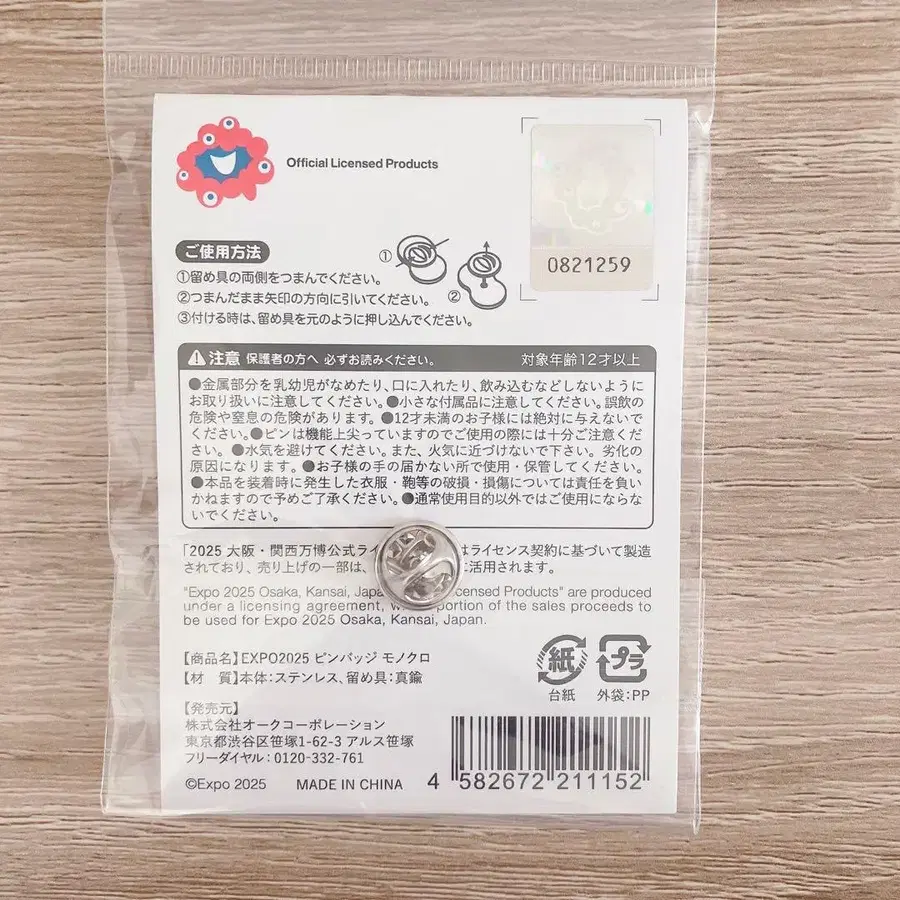 Official Licensed Products
0821259
ご使用方法
①留め具の両側をつまんでください。
②つまんだまま矢印の方向に引いてください。
③付ける時は、留め具を元のように押し込んでください。
①
②
注意 保護者の方へ 必ずお読みください。 対象年齢12才以上
●金属部分を乳幼児がなめたり、口に入れたり、飲み込むなどしないように
お取り扱いに注意してください。●小さな付属品に注意してください。誤飲の
危険や窒息の危険があります。●12才未満のお子様には絶対に与えないで
ください。●ピンは機能上尖っていますのでご使用の際には十分ご注意くだ
さい。●水気を避けてください。また、火気に近づけないで下さい。劣化の
原因になります。●お子様の手の届かない所で使用・保管してください。
●本品を装着時に発生した衣服・鞄等の破損・損傷については責任を負い
かねますので予めご了承ください。●通常使用目的以外ではご使用にならな
いでください。
「2025 大阪・関西万博公式ライ はライセンス契約に基づいて製造
されており、売り上げの一部は、 に活用されます。
"Expo 2025 Osaka, Kansai, Japa censed Products" are produced
under a licensing agreement, portion of the sales proceeds to
be used for Expo 2025 Osaka, Kansai, Japan.
【商品名】EXPO2025 ピンバッジ モノクロ
【材 質】本体：ステンレス、留め具：真鍮
紙
プラ
台紙 外袋：PP
【発売元】
株式会社オークコーポレーション
東京都渋谷区笹塚1-62-3 アルス笹塚
フリーダイヤル：0120-332-761
©Expo 2025 MADE IN CHINA
4 582672 211152